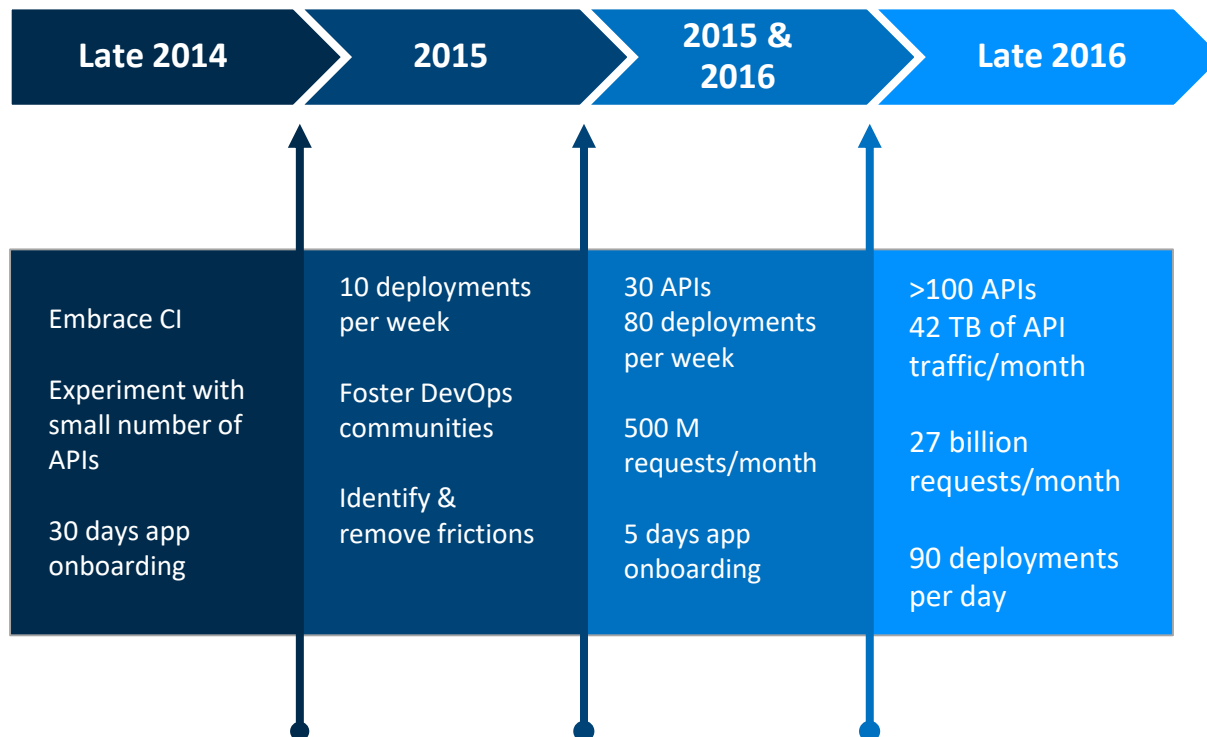 Late 2014
2015
2015 &
2016
Late 2016
Embrace CI
Experiment with
small number of
APIs
30 days app
onboarding
10 deployments
per week
Foster DevOps
communities
Identify &
remove frictions
30 APIs
80 deployments
per week
500 M
requests/month
5 days app
onboarding
>100 APIs
42 TB of API
traffic/month
27 billion
requests/month
90 deployments
per day